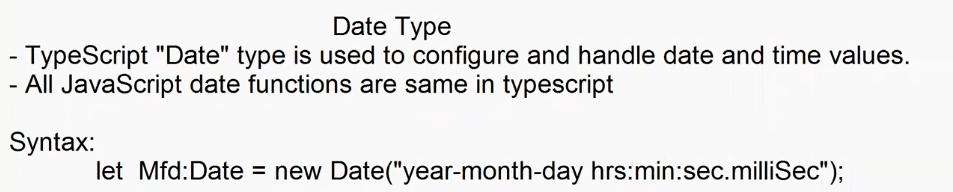 Date Type
- TypeScript "Date" type is used to configure and handle date and time values.
- All JavaScript date functions are same in typescript
Syntax:
let Mfd:Date = new Date("year-month-day hrs:min:sec.milliSec");